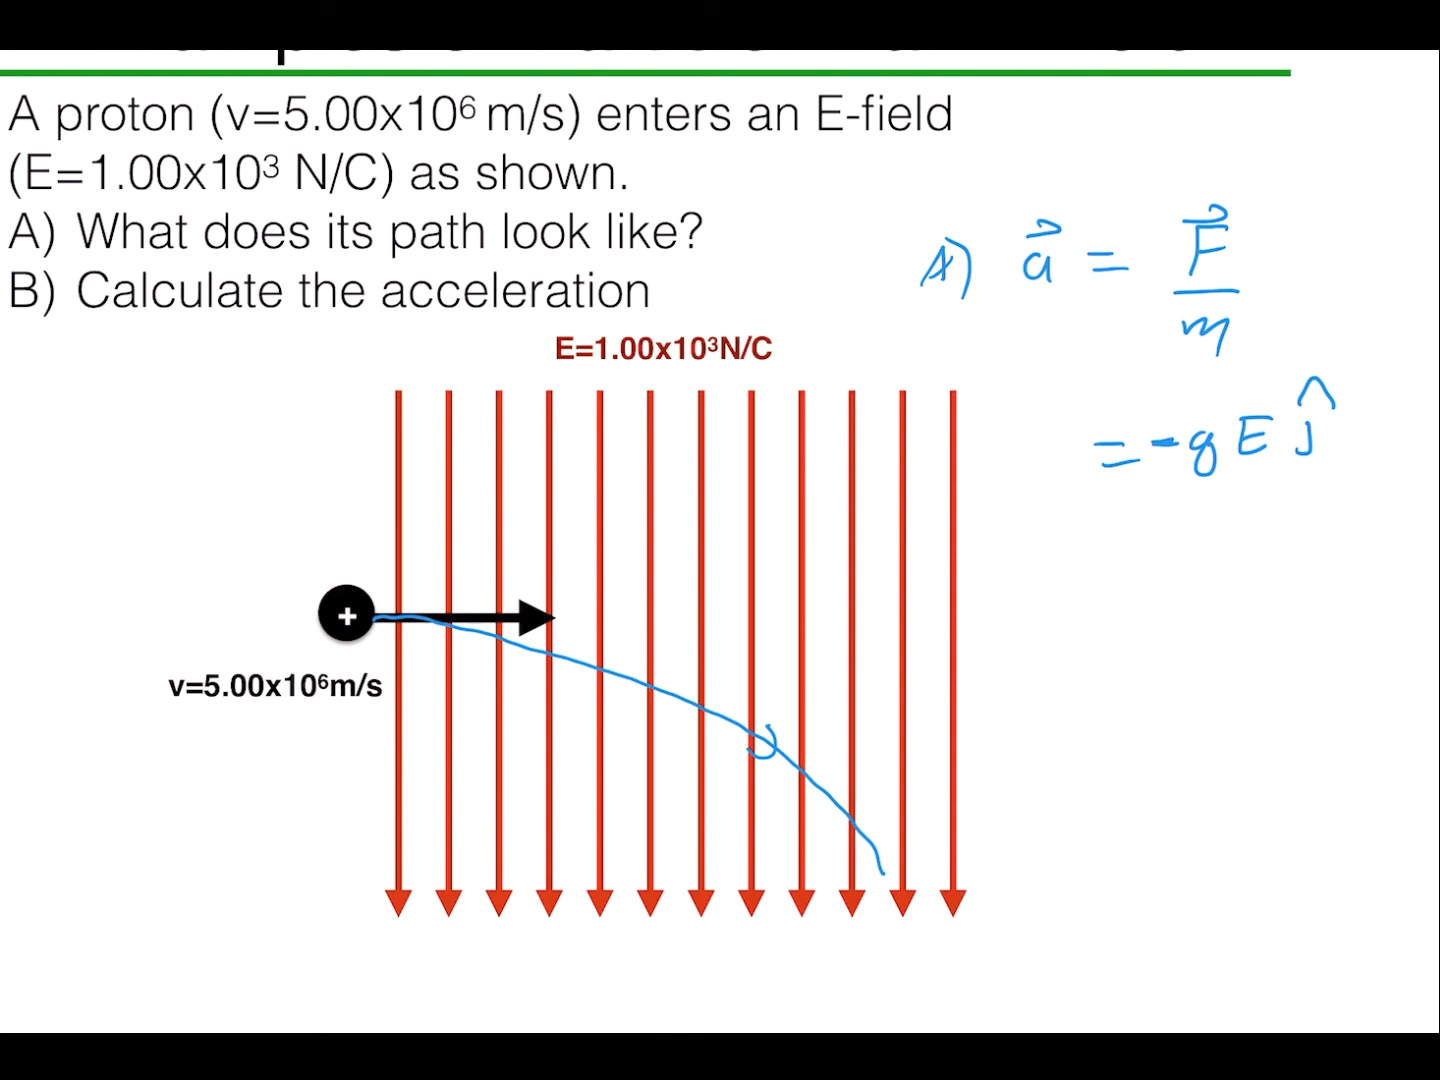 A proton (v=5.00x10⁶ m/s) enters an E-field
(E=1.00x10³ N/C) as shown.
A) What does its path look like?
B) Calculate the acceleration
A) a⃗ = F⃗ / m
= -qE ĵ
E=1.00x10³N/C
+
v=5.00x10⁶m/s